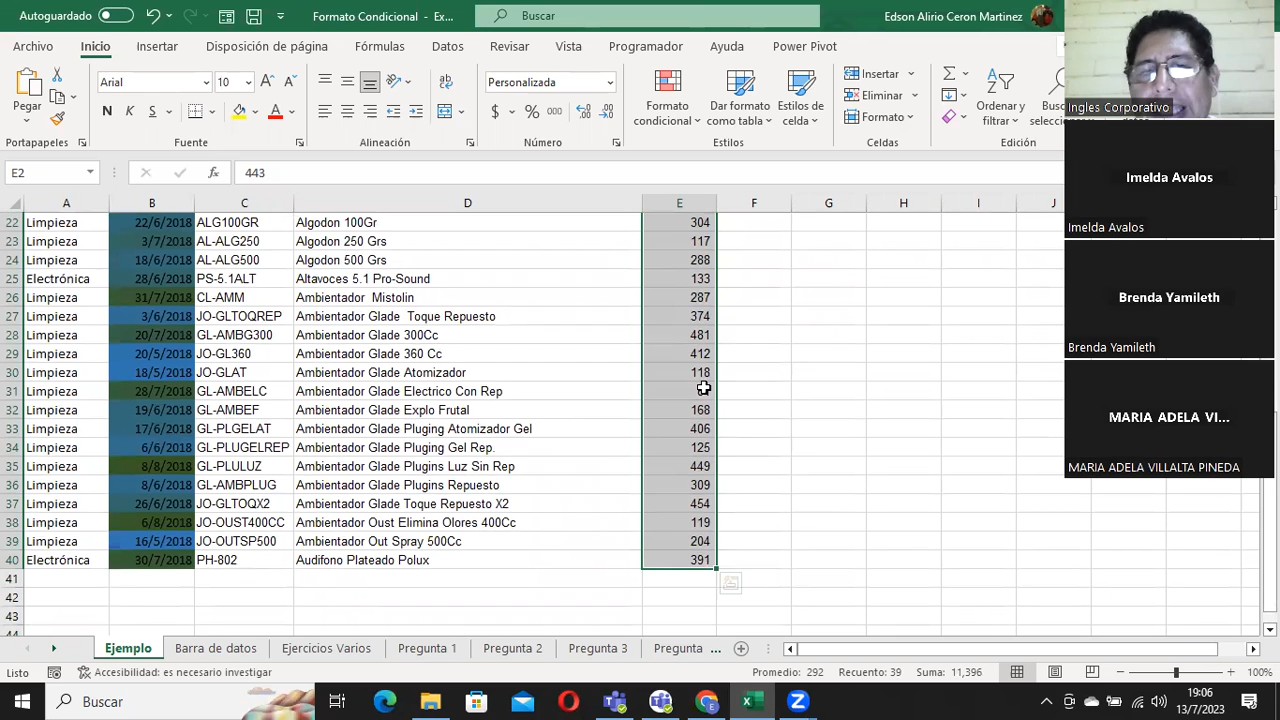 Autoguardado
Formato Condicional - Ex...
Buscar
Edson Alirio Ceron Martinez
Archivo Inicio Insertar Disposición de página Fórmulas Datos Revisar Vista Programador Ayuda Power Pivot
Pegar
Portapapeles
Arial 10
N K S
Fuente
Alineación
Personalizada
$ % 000
Número
Formato condicional
Dar formato como tabla
Estilos de celda
Estilos
Insertar
Eliminar
Formato
Celdas
Ordenar y filtrar
Edición
Ingles Corporativo
E2 fx 443
A B C D E F G H I J
22 Limpieza 22/6/2018 ALG100GR Algodon 100Gr 304
23 Limpieza 3/7/2018 AL-ALG250 Algodon 250 Grs 117
24 Limpieza 18/6/2018 AL-ALG500 Algodon 500 Grs 288
25 Electrónica 28/6/2018 PS-5.1ALT Altavoces 5.1 Pro-Sound 133
26 Limpieza 31/7/2018 CL-AMM Ambientador Mistolin 287
27 Limpieza 3/6/2018 JO-GLTOQREP Ambientador Glade Toque Repuesto 374
28 Limpieza 20/7/2018 GL-AMBG300 Ambientador Glade 300Cc 481
29 Limpieza 20/5/2018 JO-GL360 Ambientador Glade 360 Cc 412
30 Limpieza 18/5/2018 JO-GLAT Ambientador Glade Atomizador 118
31 Limpieza 28/7/2018 GL-AMBELC Ambientador Glade Electrico Con Rep
32 Limpieza 19/6/2018 GL-AMBEF Ambientador Glade Explo Frutal 168
33 Limpieza 17/6/2018 GL-PLGELAT Ambientador Glade Pluging Atomizador Gel 406
34 Limpieza 6/6/2018 GL-PLUGELREP Ambientador Glade Pluging Gel Rep. 125
35 Limpieza 8/8/2018 GL-PLULUZ Ambientador Glade Plugins Luz Sin Rep 449
36 Limpieza 8/6/2018 GL-AMBPLUG Ambientador Glade Plugins Repuesto 309
37 Limpieza 26/6/2018 JO-GLTOQX2 Ambientador Glade Toque Repuesto X2 454
38 Limpieza 6/8/2018 JO-OUST400CC Ambientador Oust Elimina Olores 400Cc 119
39 Limpieza 16/5/2018 JO-OUTSP500 Ambientador Out Spray 500Cc 204
40 Electrónica 30/7/2018 PH-802 Audifono Plateado Polux 391
41
42
43
44
Imelda Avalos
Imelda Avalos
Brenda Yamileth
Brenda Yamileth
MARIA ADELA VI...
MARIA ADELA VILLALTA PINEDA
Ejemplo Barra de datos Ejercicios Varios Pregunta 1 Pregunta 2 Pregunta 3 Pregunta ...
Listo Accesibilidad: es necesario investigar Promedio: 292 Recuento: 39 Suma: 11,396 100%
Buscar
19:06
13/7/2023